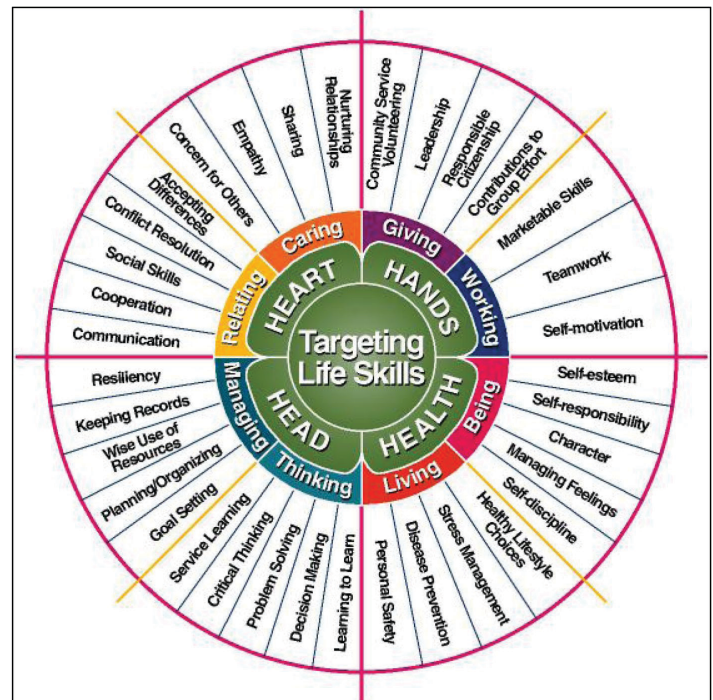 Targeting
Life Skills
HEART
HANDS
HEALTH
HEAD
Caring
Giving
Working
Being
Living
Thinking
Managing
Relating
Nurturing
Relationships
Sharing
Empathy
Concern for Others
Accepting
Differences
Conflict Resolution
Social Skills
Cooperation
Communication
Community Service
Volunteering
Leadership
Responsible
Citizenship
Contributions to
Group Effort
Marketable Skills
Teamwork
Self-motivation
Self-esteem
Self-responsibility
Character
Managing Feelings
Self-discipline
Healthy Lifestyle
Choices
Stress Management
Disease Prevention
Personal Safety
Learning to Learn
Decision Making
Problem Solving
Critical Thinking
Service Learning
Goal Setting
Planning/Organizing
Wise Use of
Resources
Keeping Records
Resiliency